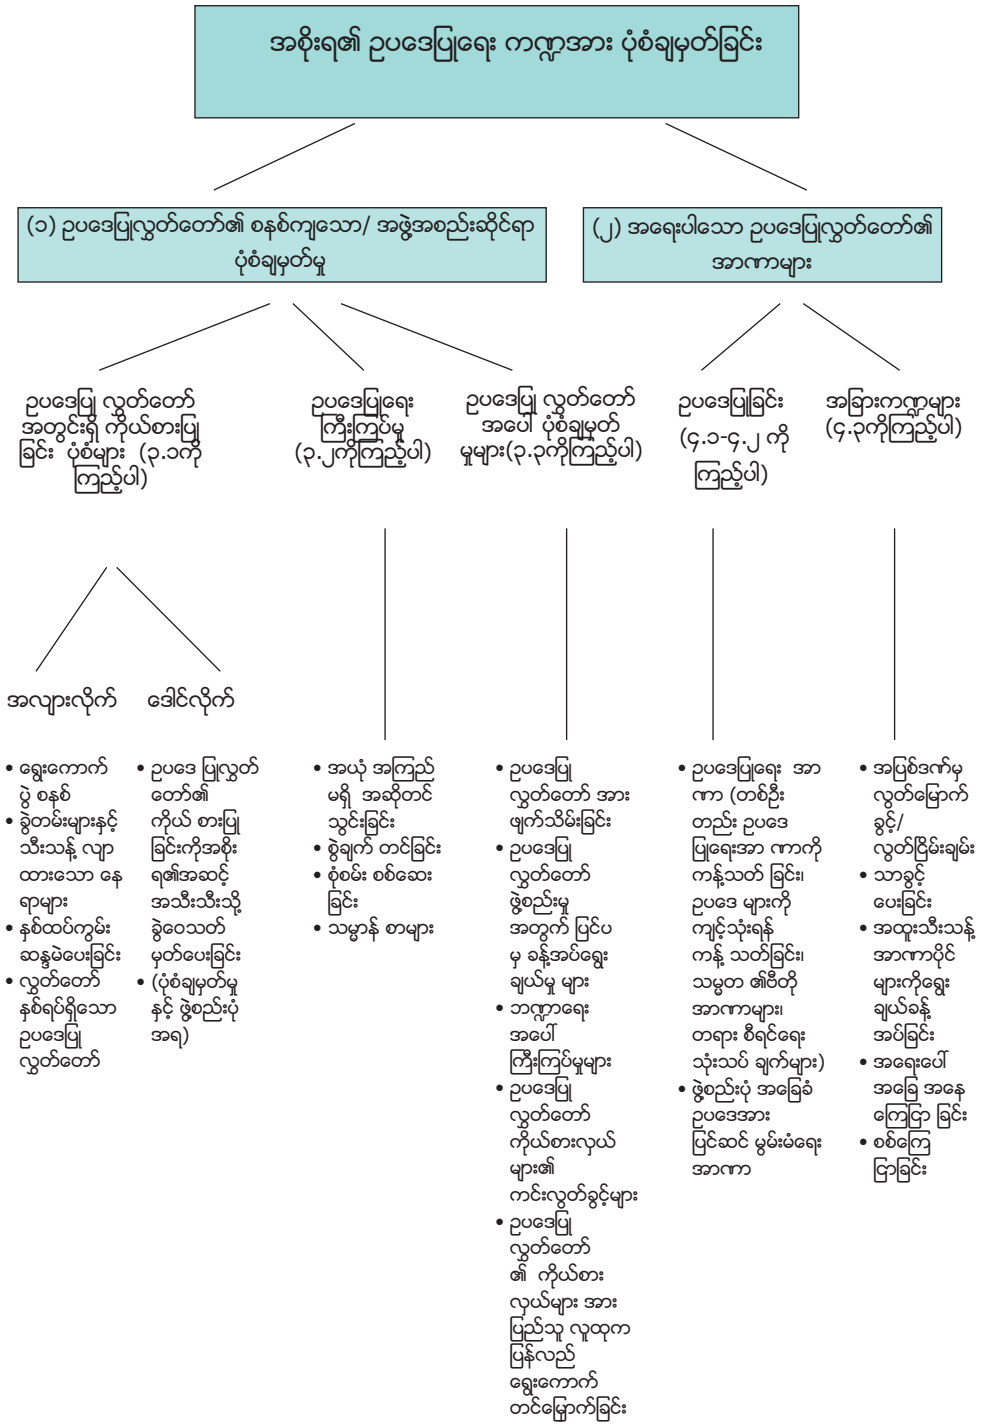 အစိုးရ၏ ဥပဒေပြုရေး ကဏ္ဍအား ပုံစံချမှတ်ခြင်း
(၁) ဥပဒေပြုလွှတ်တော်၏ စနစ်ကျသော/ အဖွဲ့အစည်းဆိုင်ရာ
ပုံစံချမှတ်မှု
(၂) အရေးပါသော ဥပဒေပြုလွှတ်တော်၏
အာဏာများ
ဥပဒေပြု လွှတ်တော်
အတွင်းရှိ ကိုယ်စားပြု
ခြင်း ပုံစံများ (၃.၁ကို
ကြည့်ပါ)
ဥပဒေပြုရေး
ကြီးကြပ်မှု
(၃.၂ကိုကြည့်ပါ)
ဥပဒေပြု လွှတ်တော်
အပေါ် ပုံစံချမှတ်
မှုများ(၃.၃ကိုကြည့်ပါ)
ဥပဒေပြုခြင်း
(၄.၁-၄.၂ ကို
ကြည့်ပါ)
အခြားကဏ္ဍများ
(၄.၃ကိုကြည့်ပါ)
အလျားလိုက်
• ရွေးကောက်
ပွဲ စနစ်
• ခွဲတမ်းများနှင့်
သီးသန့် လျာ
ထားသော နေ
ရာများ
• နှစ်ထပ်ကွမ်း
ဆန္ဒမဲပေးခြင်း
• လွှတ်တော်
နှစ်ရပ်ရှိသော
ဥပဒေပြု
လွှတ်တော်
ဒေါင်လိုက်
• ဥပဒေ ပြုလွှတ်
တော်၏
ကိုယ် စားပြု
ခြင်းကိုအစိုး
ရ၏အဆင့်
အသီးသီးသို့
ခွဲဝေသတ်
မှတ်ပေးခြင်း
• (ပုံစံချမှတ်မှု
နှင့် ဖွဲ့စည်းပုံ
အရ)
• အယုံ အကြည်
မရှိ အဆိုတင်
သွင်းခြင်း
• စွဲချက် တင်ခြင်း
• စုံစမ်း စစ်ဆေး
ခြင်း
• သမ္မာန် စာများ
• ဥပဒေပြု
လွှတ်တော် အား
ဖျက်သိမ်းခြင်း
• ဥပဒေပြု
လွှတ်တော်
ဖွဲ့စည်းမှု
အတွက် ပြင်ပ
မှ ခန့်အပ်ရွေး
ချယ်မှု များ
• ဘဏ္ဍာရေး
အပေါ်
ကြီးကြပ်မှုများ
• ဥပဒေပြု
လွှတ်တော်
ကိုယ်စားလှယ်
များ၏
ကင်းလွတ်ခွင့်များ
• ဥပဒေပြု
လွှတ်တော်
၏ ကိုယ်စား
လှယ်များ အား
ပြည်သူ လူထုက
ပြန်လည်
ရွေးကောက်
တင်မြှောက်ခြင်း
• ဥပဒေပြုရေး အာ
ဏာ (တစ်ဦး
တည်း ဥပဒေ
ပြုရေးအာ ဏာကို
ကန့်သတ် ခြင်း၊
ဥပဒေ များကို
ကျင့်သုံးရန်
ကန့် သတ်ခြင်း၊
သမ္မတ ၏ဗီတို
အာဏာများ၊
တရား စီရင်ရေး
သုံးသပ် ချက်များ)
• ဖွဲ့စည်းပုံ အခြေခံ
ဥပဒေအား
ပြင်ဆင် မွမ်းမံရေး
အာဏာ
• အပြစ်ဒဏ်မှ
လွတ်မြောက်
ခွင့်/
လွတ်ငြိမ်းချမ်း
• သာခွင့်
ပေးခြင်း
• အထူးသီးသန့်
အာဏာပိုင်
များကိုရွေး
ချယ်ခန့်
အပ်ခြင်း
• အရေးပေါ်
အခြေ အနေ
ကြေငြာ ခြင်း
• စစ်ကြေ
ငြာခြင်း